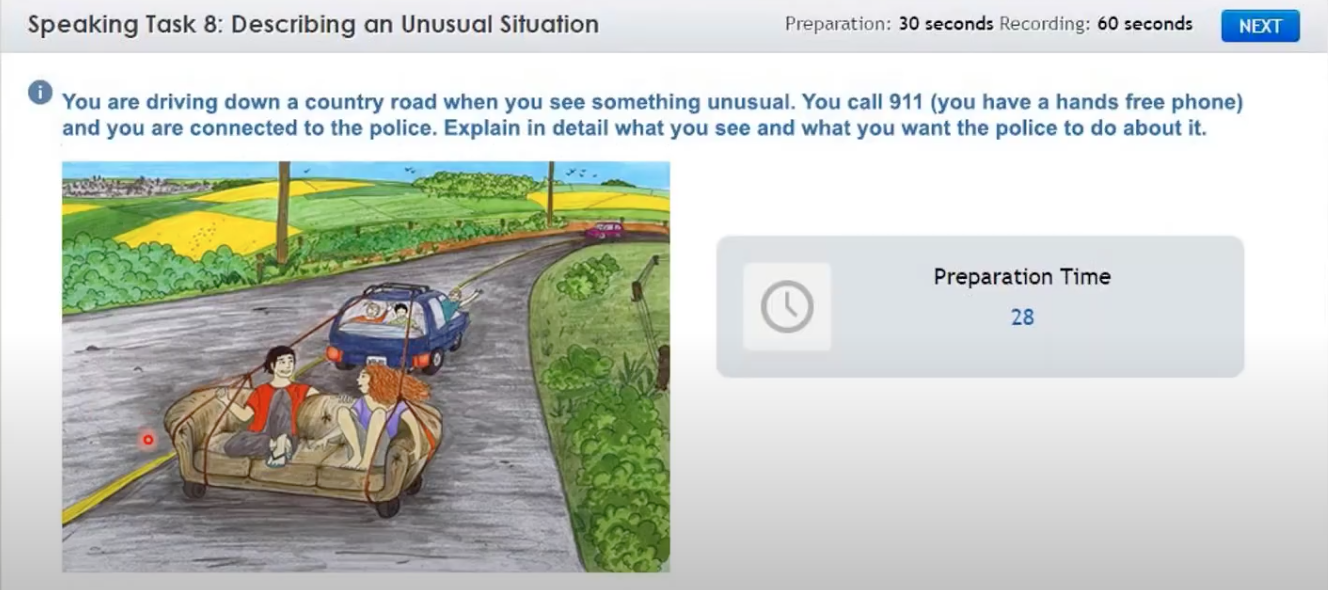 Speaking Task 8: Describing an Unusual Situation
Preparation: 30 seconds Recording: 60 seconds
NEXT
You are driving down a country road when you see something unusual. You call 911 (you have a hands free phone)
and you are connected to the police. Explain in detail what you see and what you want the police to do about it.
Preparation Time
28